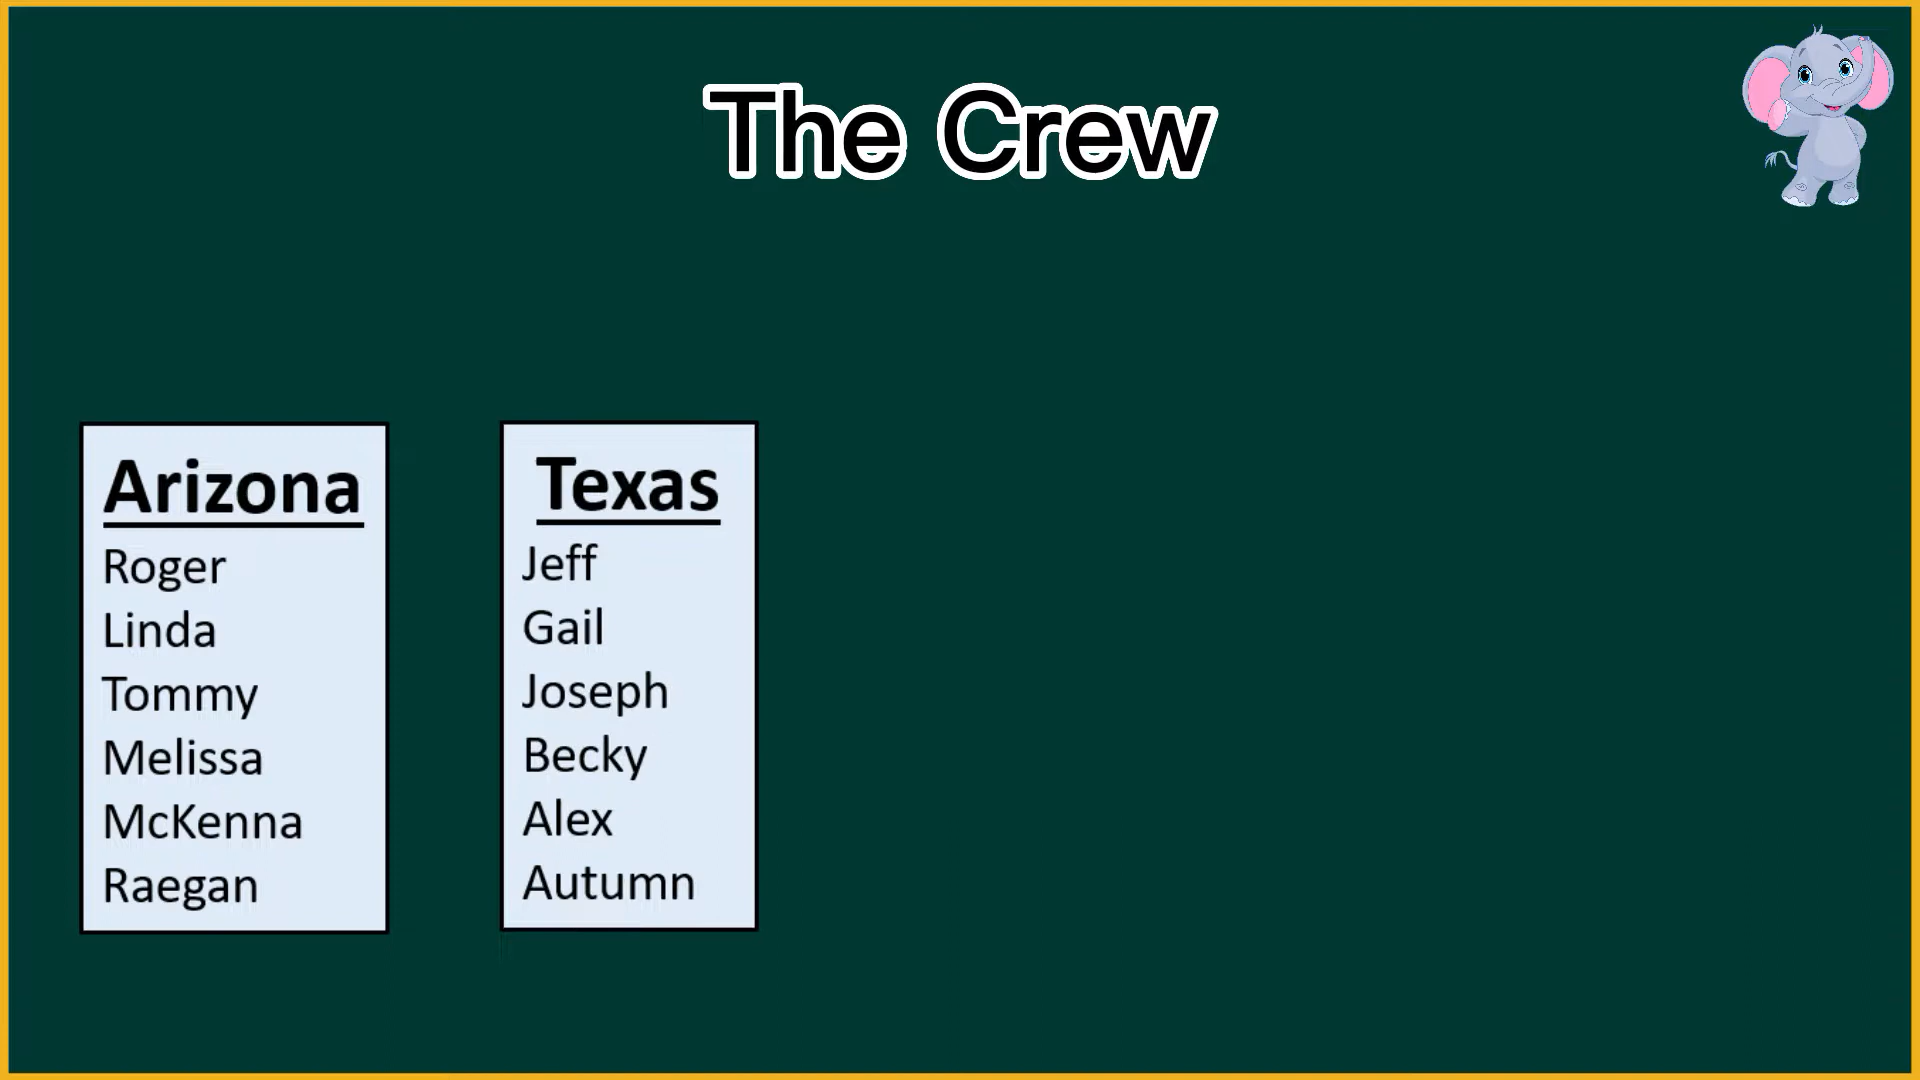 The Crew
Arizona
Roger
Linda
Tommy
Melissa
McKenna
Raegan
Texas
Jeff
Gail
Joseph
Becky
Alex
Autumn